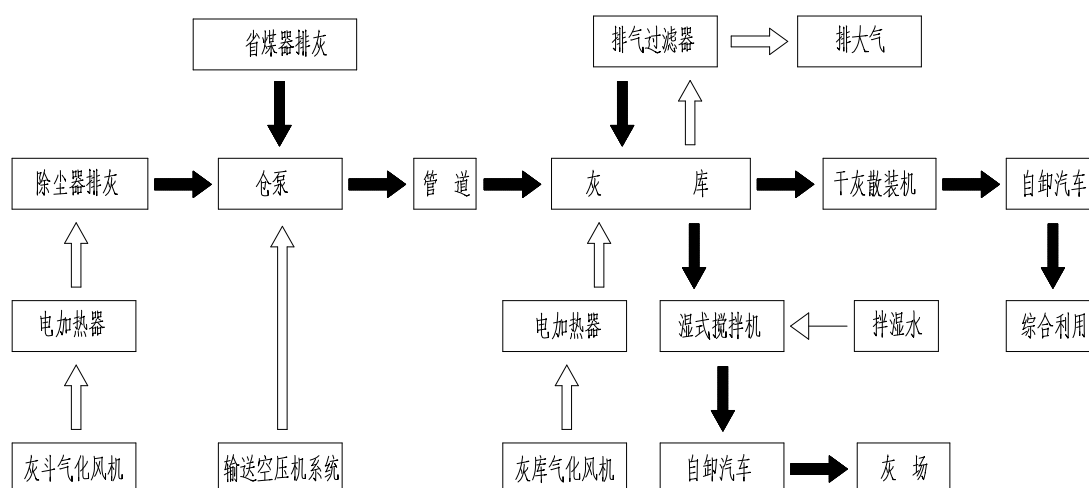 省煤器排灰
排气过滤器
排大气
除尘器排灰
仓泵
管 道
灰 库
干灰散装机
自卸汽车
电加热器
电加热器
湿式搅拌机
拌湿水
综合利用
灰斗气化风机
输送空压机系统
灰库气化风机
自卸汽车
灰 场